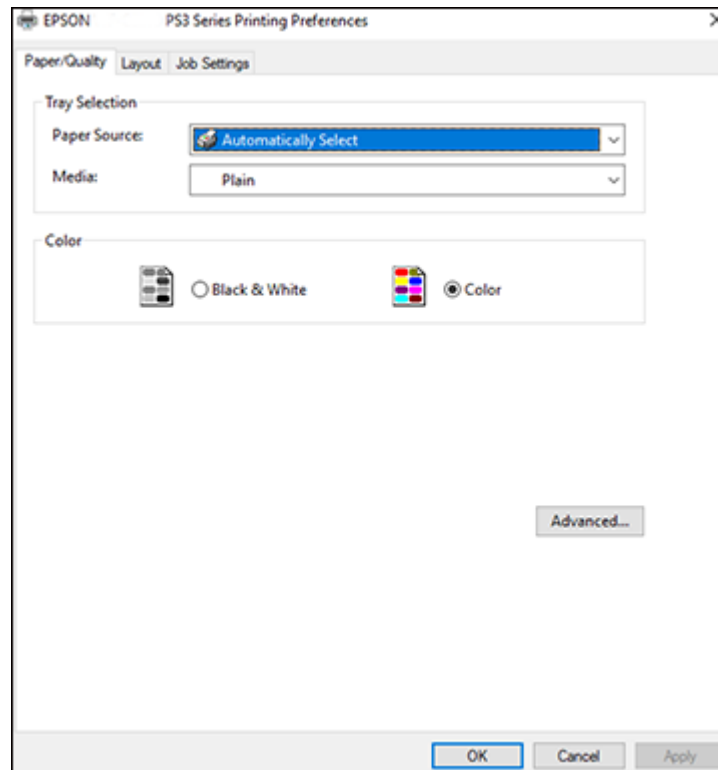 EPSON PS3 Series Printing Preferences
Paper/Quality Layout Job Settings
Tray Selection
Paper Source: Automatically Select
Media: Plain
Color
Black & White Color
Advanced...
OK Cancel Apply